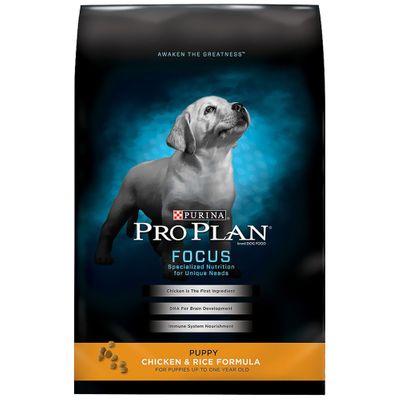 AWAKEN THE GREATNESS™
PURINA
PRO PLAN
brand DOG FOOD
FOCUS
Specialized Nutrition
for Unique Needs
Chicken Is The First Ingredient
DHA For Brain Development
Immune System Nourishment
PUPPY
CHICKEN & RICE FORMULA
FOR PUPPIES UP TO ONE YEAR OLD